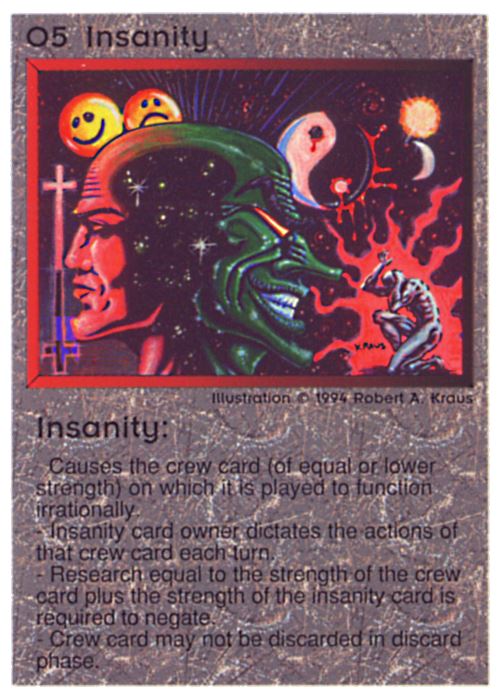 O5 Insanity
K.RAUS
Illustration © 1994 Robert A. Kraus
Insanity:
Causes the crew card (of equal or lower
strength) on which it is played to function
irrationally.
- Insanity card owner dictates the actions of
that crew card each turn.
- Research equal to the strength of the crew
card plus the strength of the insanity card is
required to negate.
- Crew card may not be discarded in discard
phase.